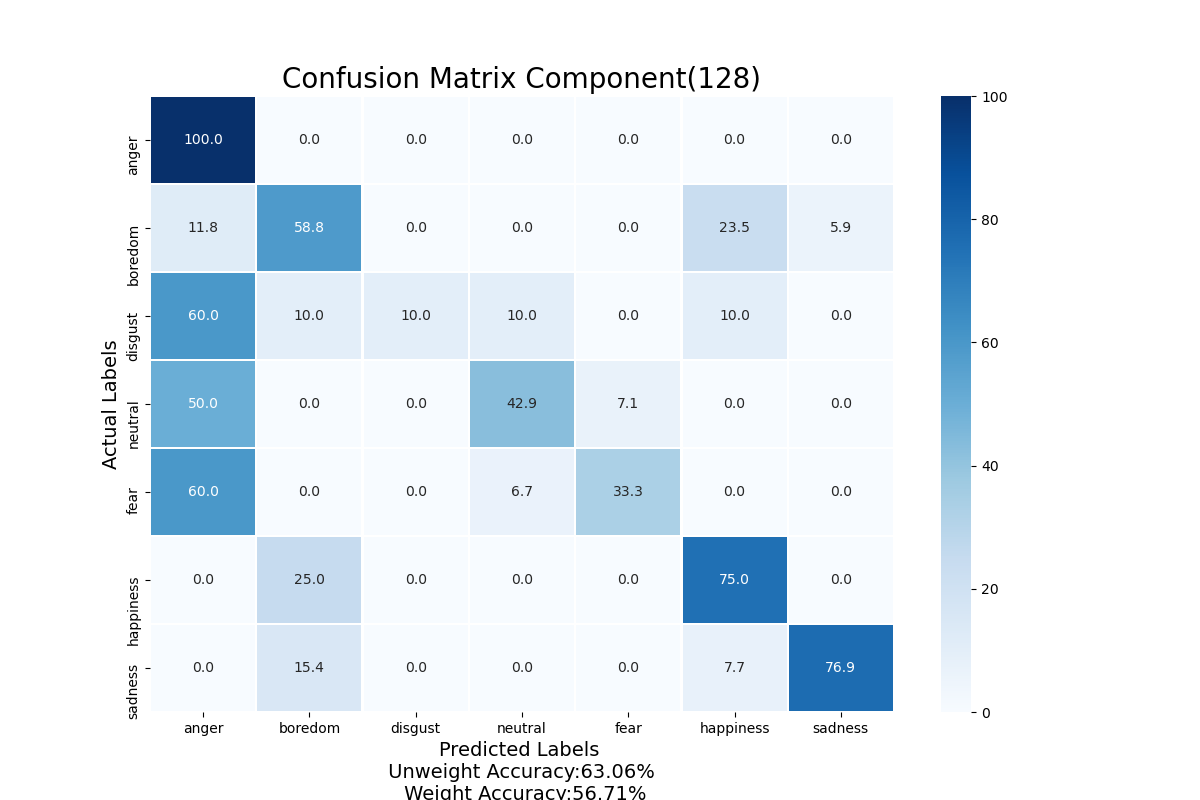 Confusion Matrix Component(128)
anger 100.0 0.0 0.0 0.0 0.0 0.0 0.0
boredom 11.8 58.8 0.0 0.0 0.0 23.5 5.9
disgust 60.0 10.0 10.0 10.0 0.0 10.0 0.0
neutral 50.0 0.0 0.0 42.9 7.1 0.0 0.0
fear 60.0 0.0 0.0 6.7 33.3 0.0 0.0
happiness 0.0 25.0 0.0 0.0 0.0 75.0 0.0
sadness 0.0 15.4 0.0 0.0 0.0 7.7 76.9
Actual Labels
anger boredom disgust neutral fear happiness sadness
Predicted Labels
Unweight Accuracy:63.06%
Weight Accuracy:56.71%
100
80
60
40
20
0